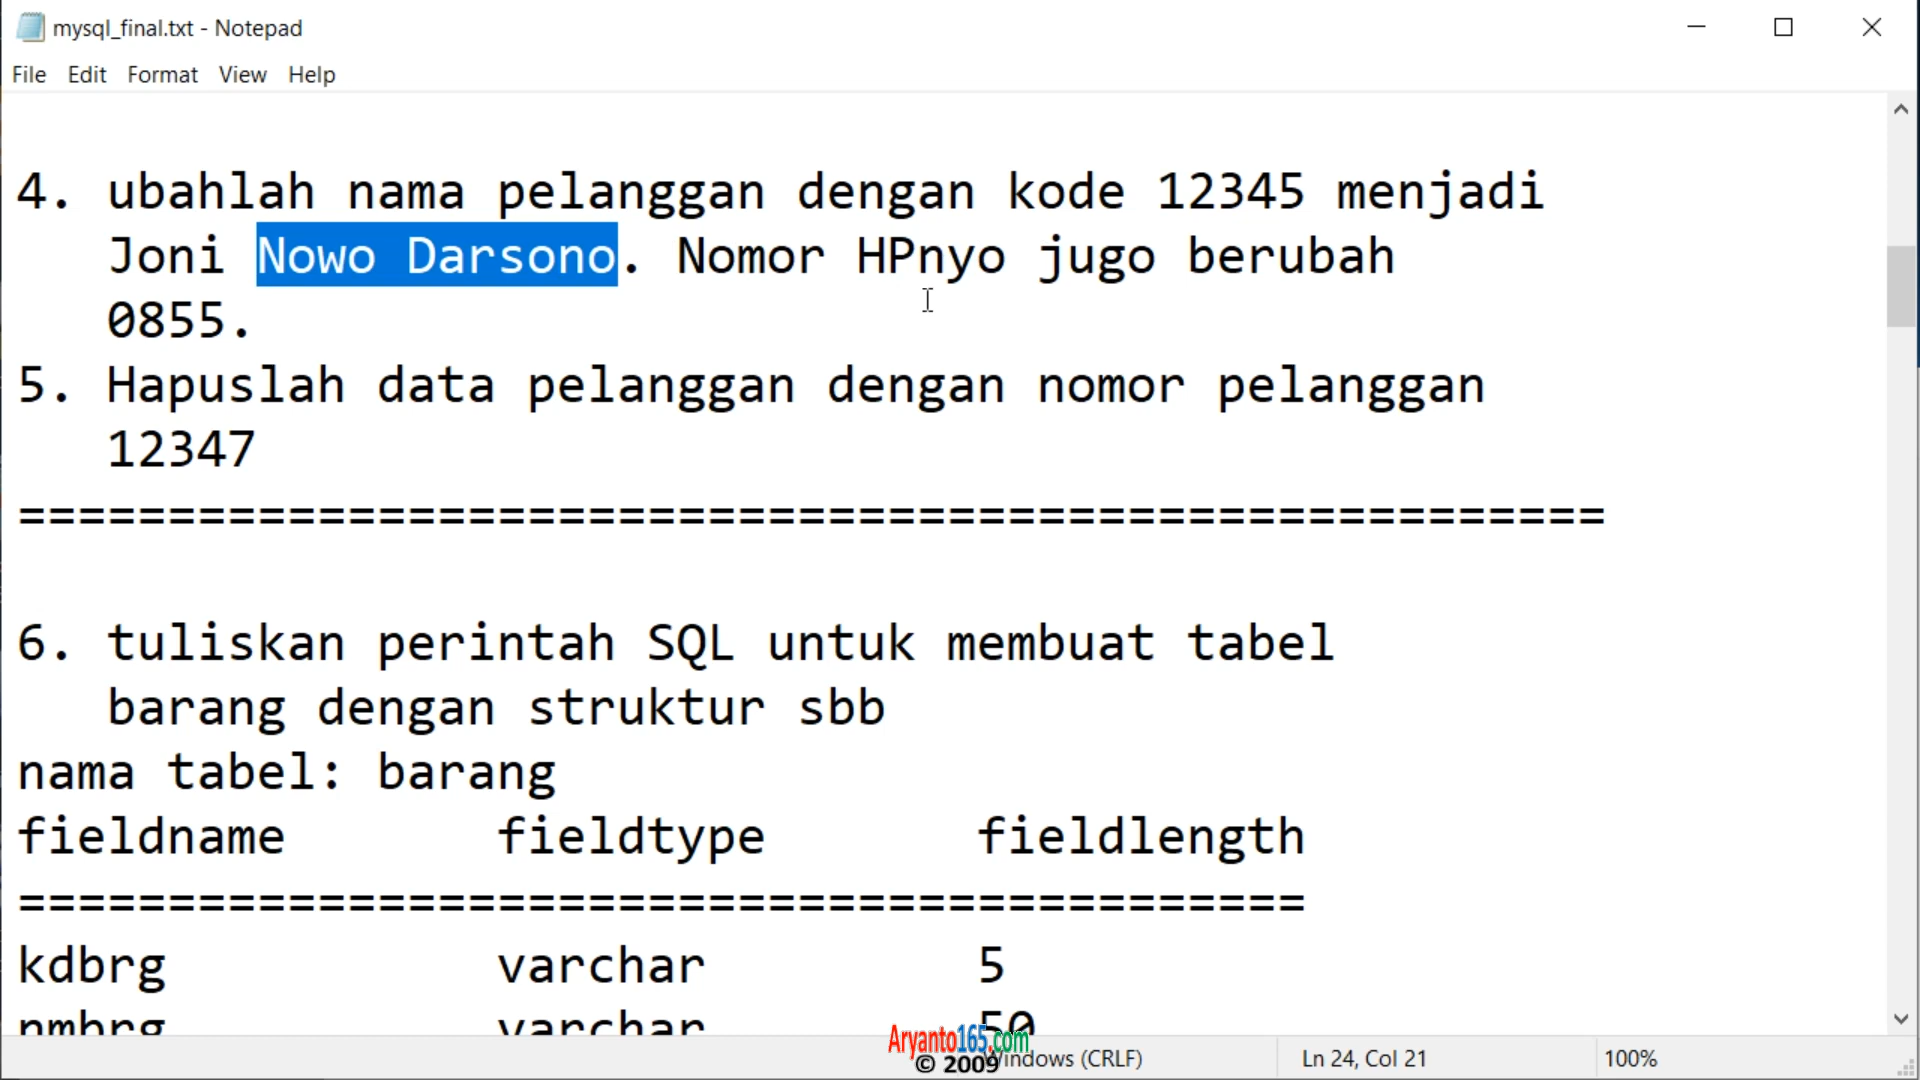 mysql_final.txt - Notepad
File Edit Format View Help
4. ubahlah nama pelanggan dengan kode 12345 menjadi
Joni Nowo Darsono. Nomor HPnyo jugo berubah
0855.
5. Hapuslah data pelanggan dengan nomor pelanggan
12347
=====================================================
6. tuliskan perintah SQL untuk membuat tabel
barang dengan struktur sbb
nama tabel: barang
fieldname fieldtype fieldlength
===========================================
kdbrg varchar 5
nmbrg varchar 50
Aryanto165.com
© 2009
Windows (CRLF) Ln 24, Col 21 100%